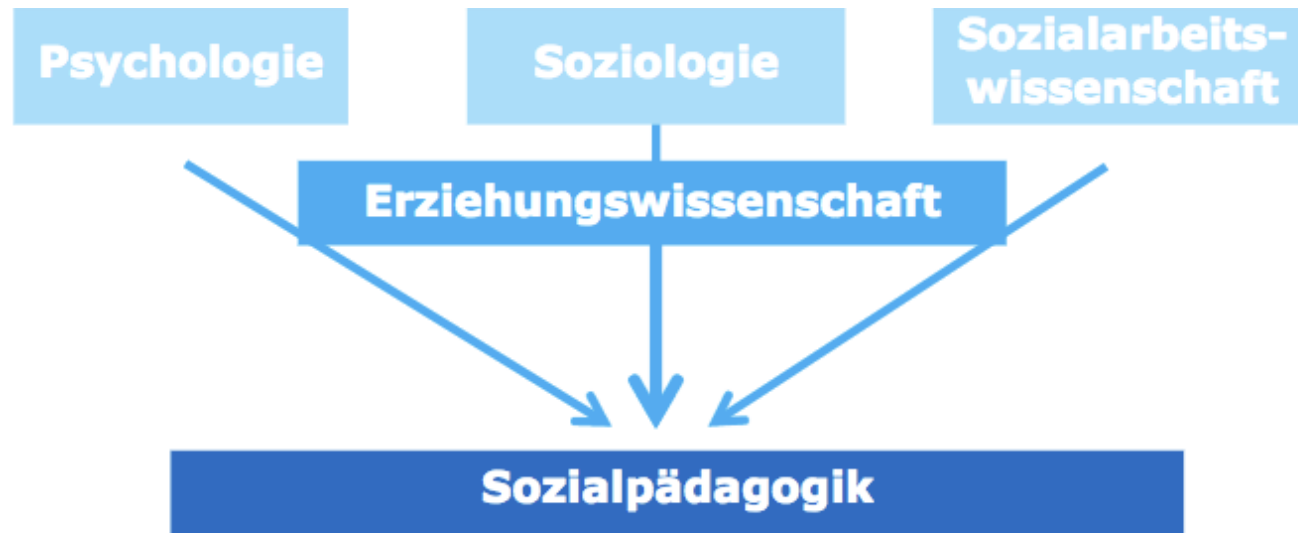 Psychologie
Soziologie
Sozialarbeits-
wissenschaft
Erziehungswissenschaft
Sozialpädagogik